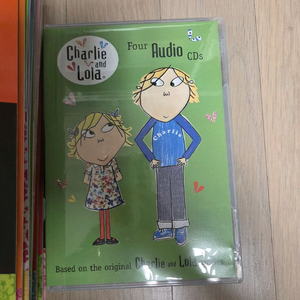 Charlie
and
Lola
Four Audio CDs
Charlie
Based on the original Charlie and Lola